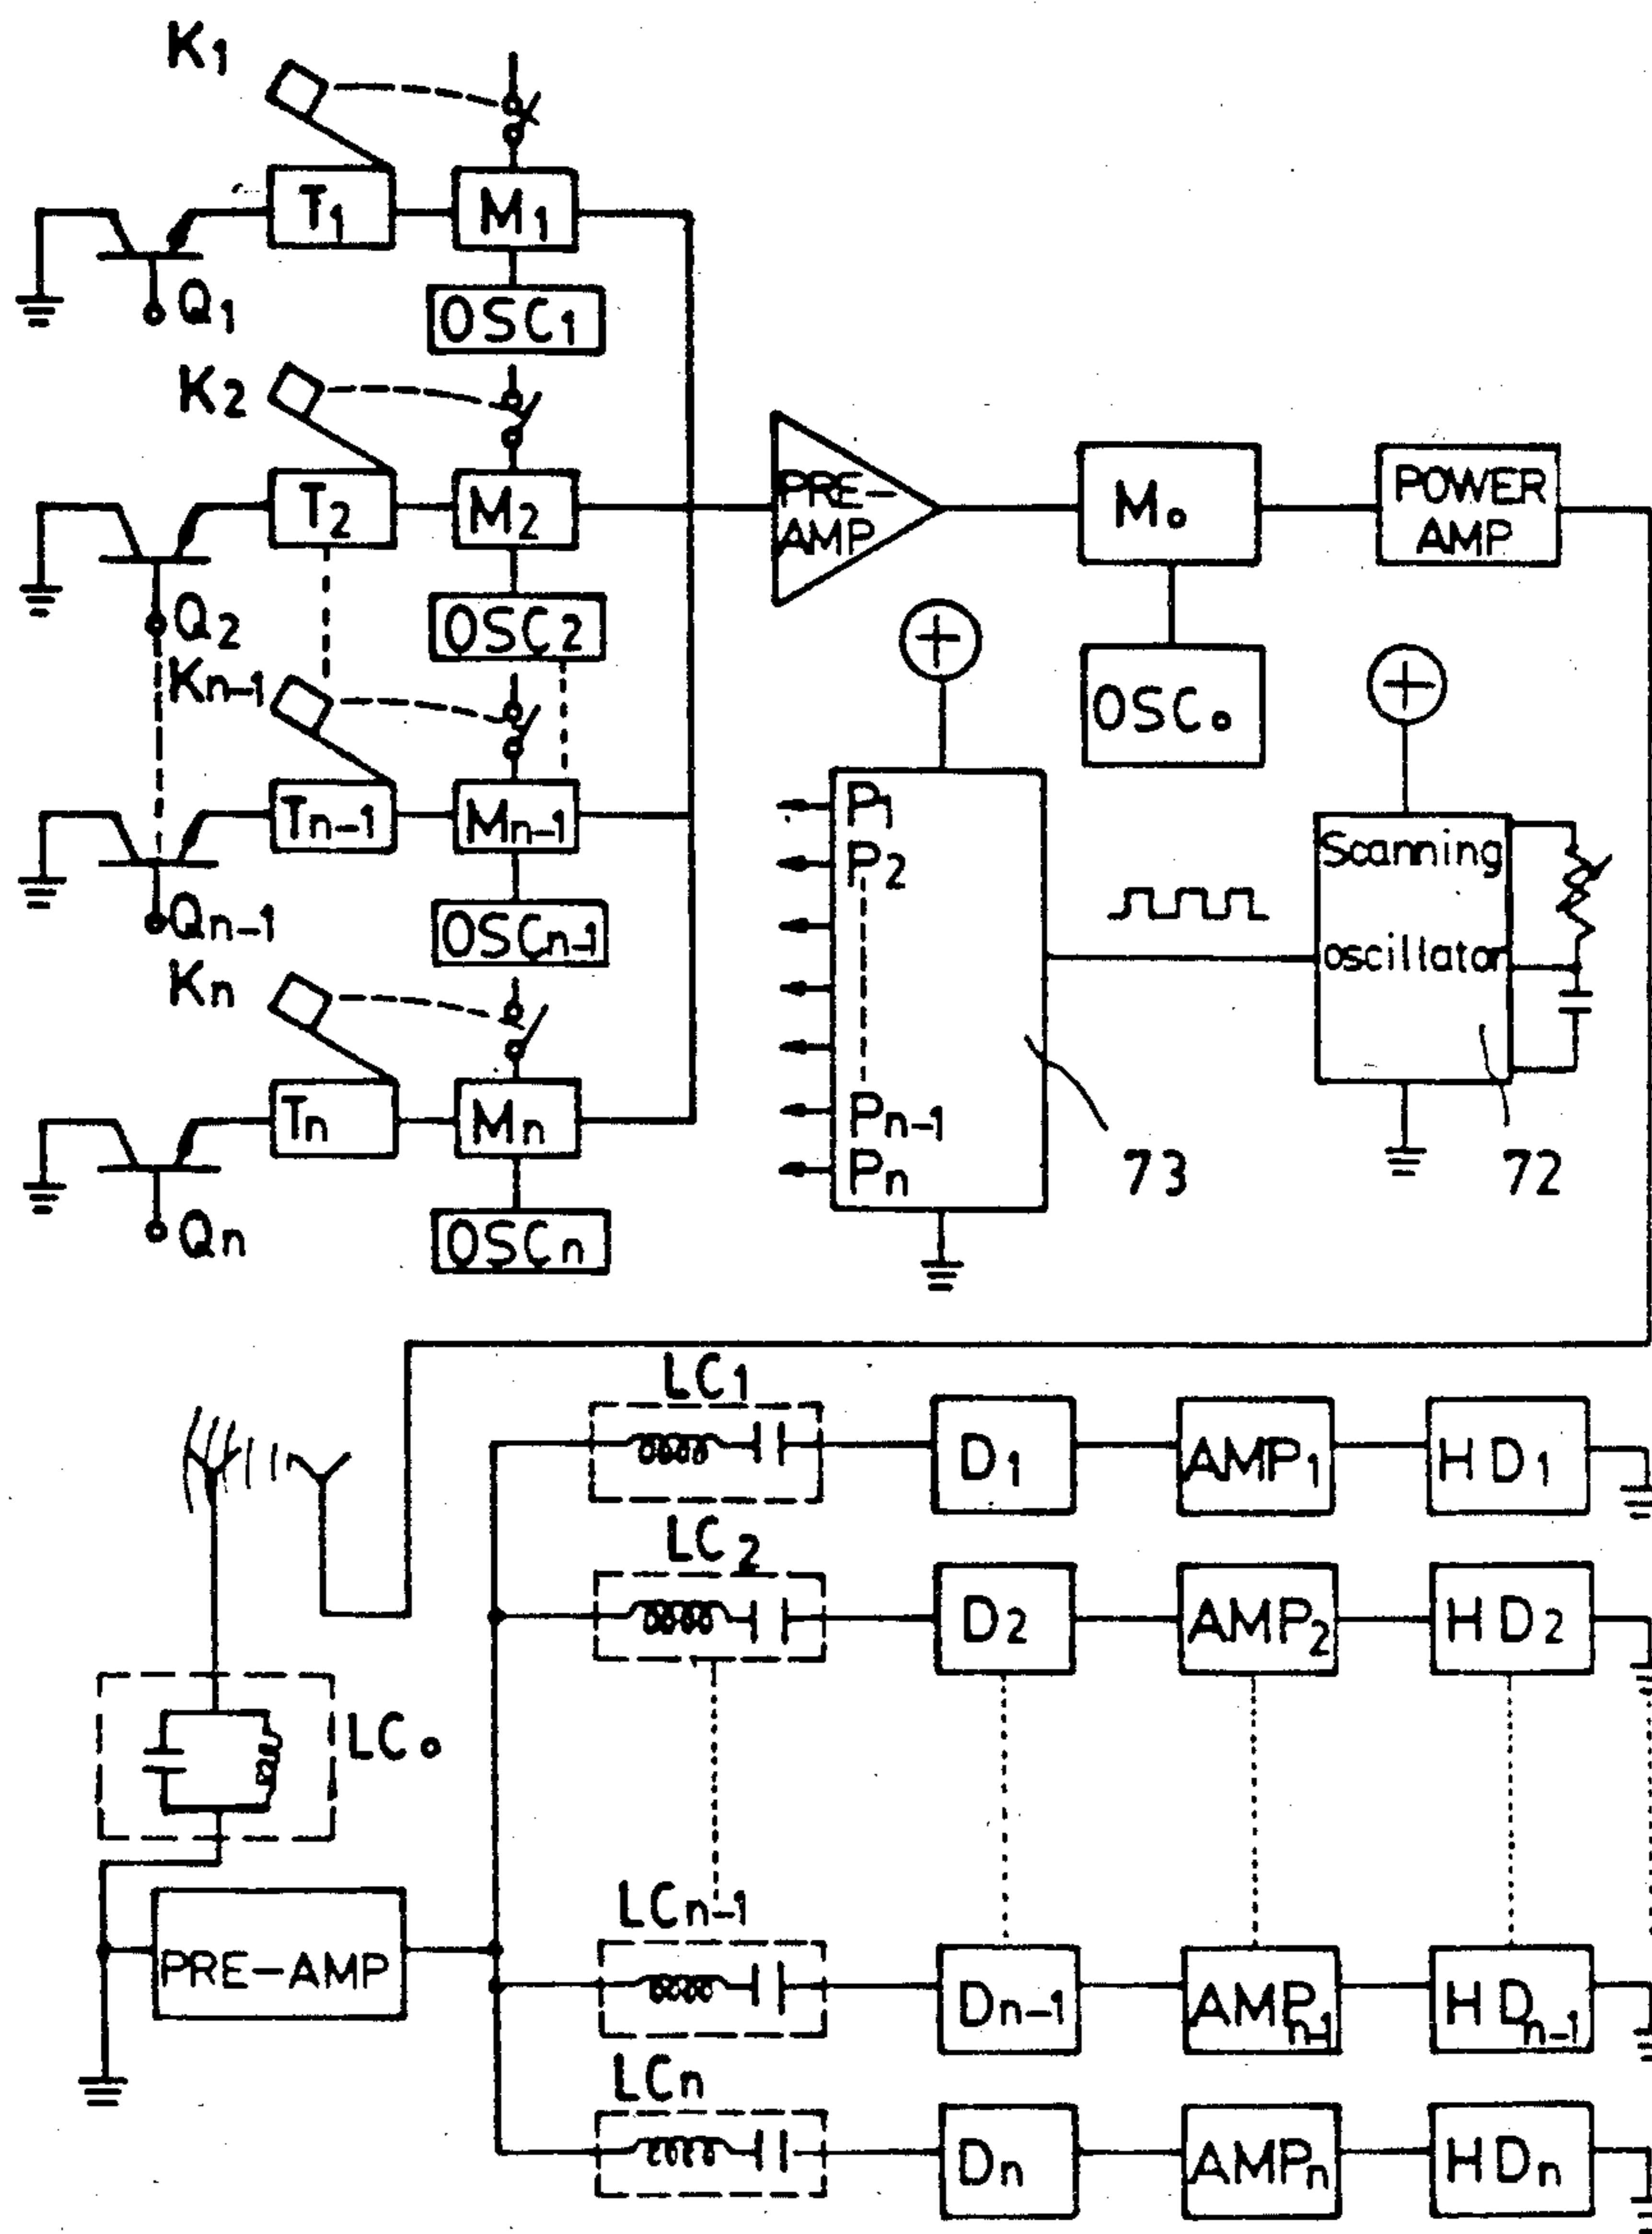 K1
T1
M1
Q1
OSC1
K2
T2
M2
PRE-
AMP
Mo
POWER
AMP
Q2
OSC2
Kn-1
+
+
OSCo
Tn-1
Mn-1
P1
P2
Scanning
oscillator
Qn-1
OSCn-1
Kn
Tn
Mn
Pn-1
Pn
73
72
Qn
OSCn
LC1
D1
AMP1
HD1
LC2
D2
AMP2
HD2
LCo
LCn-1
PRE-AMP
Dn-1
AMPn-1
HDn-1
LCn
Dn
AMPn
HDn